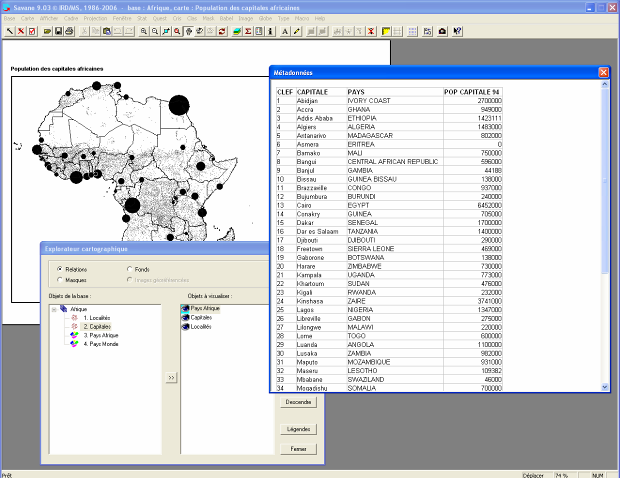 Savane 9.03 © IRD/MS, 1986-2006 - base : Afrique, carte : Population des capitales africaines
Base Carte Afficher Cadre Projection Fenêtre Stat Quest Crs Clas Mask Babel Image Globe Type Macro Help
Population des capitales africaines
Métadonnées
CLEF CAPITALE PAYS POP CAPITALE 94
1 Abidjan IVORY COAST 2700000
2 Accra GHANA 949000
3 Addis Ababa ETHIOPIA 1423111
4 Algiers ALGERIA 1483000
5 Antanarivo MADAGASCAR 802000
6 Asmera ERITREA 0
7 Bamako MALI 750000
8 Bangui CENTRAL AFRICAN REPUBLIC 596000
9 Banjul GAMBIA 44188
10 Bissau GUINEA BISSAU 138000
11 Brazzaville CONGO 937000
12 Bujumbura BURUNDI 240000
13 Cairo EGYPT 6452000
14 Conakry GUINEA 705000
15 Dakar SENEGAL 1700000
16 Dar es Salaam TANZANIA 1400000
17 Djibouti DJIBOUTI 290000
18 Freetown SIERRA LEONE 469000
19 Gaborone BOTSWANA 138000
20 Harare ZIMBABWE 730000
21 Kampala UGANDA 773000
22 Khartoum SUDAN 476000
23 Kigali RWANDA 232000
24 Kinshasa ZAIRE 3741000
25 Lagos NIGERIA 1347000
26 Libreville GABON 275000
27 Lilongwe MALAWI 220000
28 Lome TOGO 600000
29 Luanda ANGOLA 1100000
30 Lusaka ZAMBIA 982000
31 Maputo MOZAMBIQUE 931000
32 Maseru LESOTHO 109382
33 Mbabane SWAZILAND 46000
34 Mogadishu SOMALIA 700000
Explorateur cartographique
Relations Fonds
Masques Images géoréférencées
Objets de la base : Objets à visualiser :
Afrique
1. Localités
2. Capitales
3. Pays Afrique
4. Pays Monde
Pays Afrique
Capitales
Localités
>>
Descendre
Légendes
Fermer
Prêt
Déplacer 74 % NUM